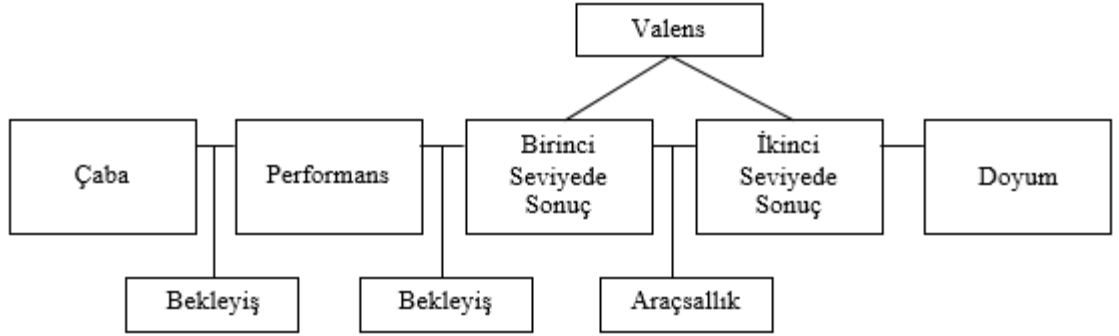 Valens
Çaba
Performans
Birinci
Seviyede
Sonuç
İkinci
Seviyede
Sonuç
Doyum
Bekleyiş
Bekleyiş
Araçsallık